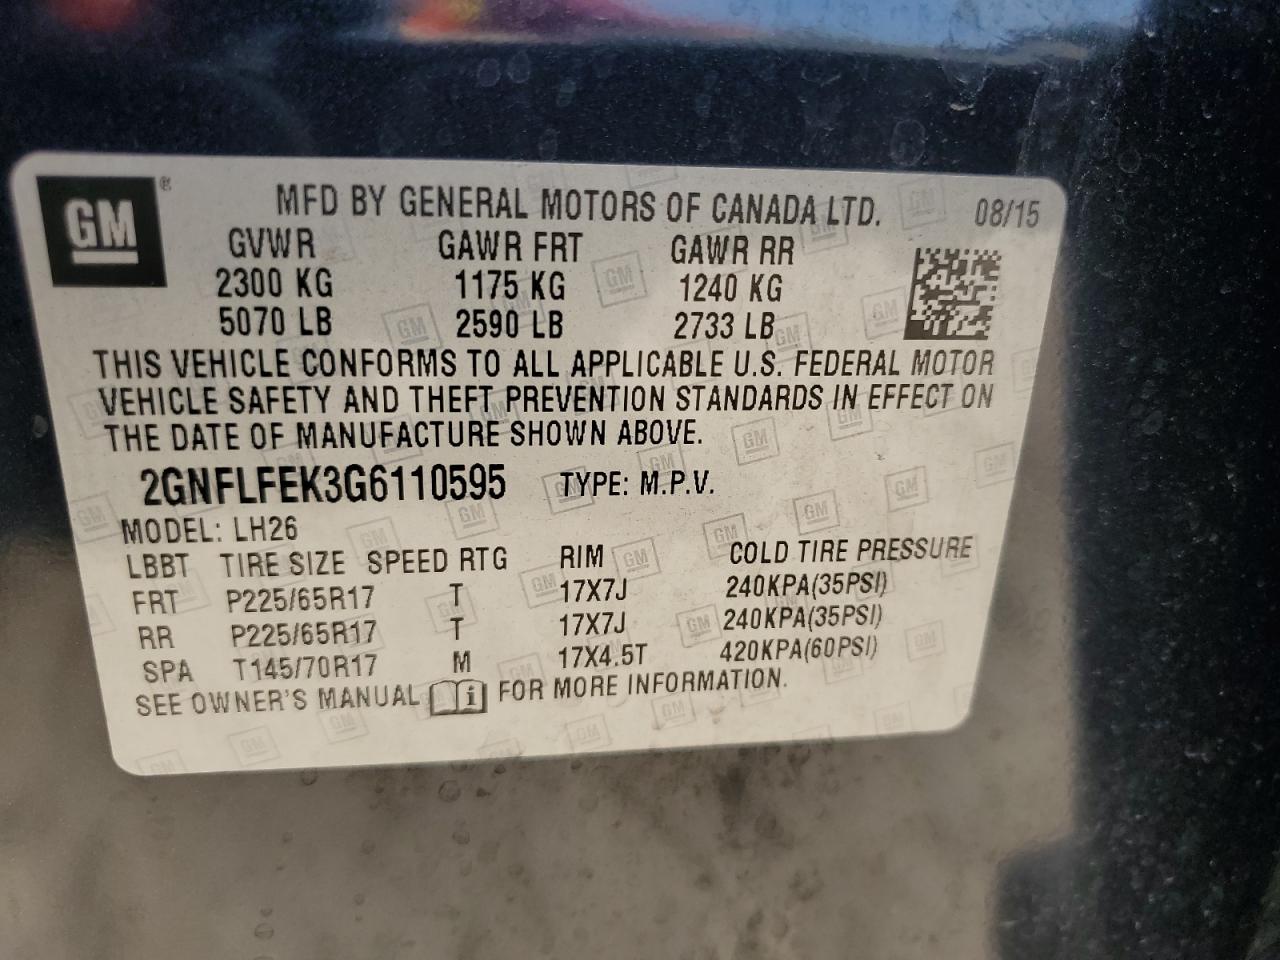 GM ®
MFD BY GENERAL MOTORS OF CANADA LTD. 08/15
GVWR GAWR FRT GAWR RR
2300 KG 1175 KG 1240 KG
5070 LB 2590 LB 2733 LB
THIS VEHICLE CONFORMS TO ALL APPLICABLE U.S. FEDERAL MOTOR
VEHICLE SAFETY AND THEFT PREVENTION STANDARDS IN EFFECT ON
THE DATE OF MANUFACTURE SHOWN ABOVE.
2GNFLFEK3G6110595 TYPE: M.P.V.
MODEL: LH26
LBBT TIRE SIZE SPEED RTG RIM COLD TIRE PRESSURE
FRT P225/65R17 T 17X7J 240KPA(35PSI)
RR P225/65R17 T 17X7J 240KPA(35PSI)
SPA T145/70R17 M 17X4.5T 420KPA(60PSI)
SEE OWNER'S MANUAL i FOR MORE INFORMATION.